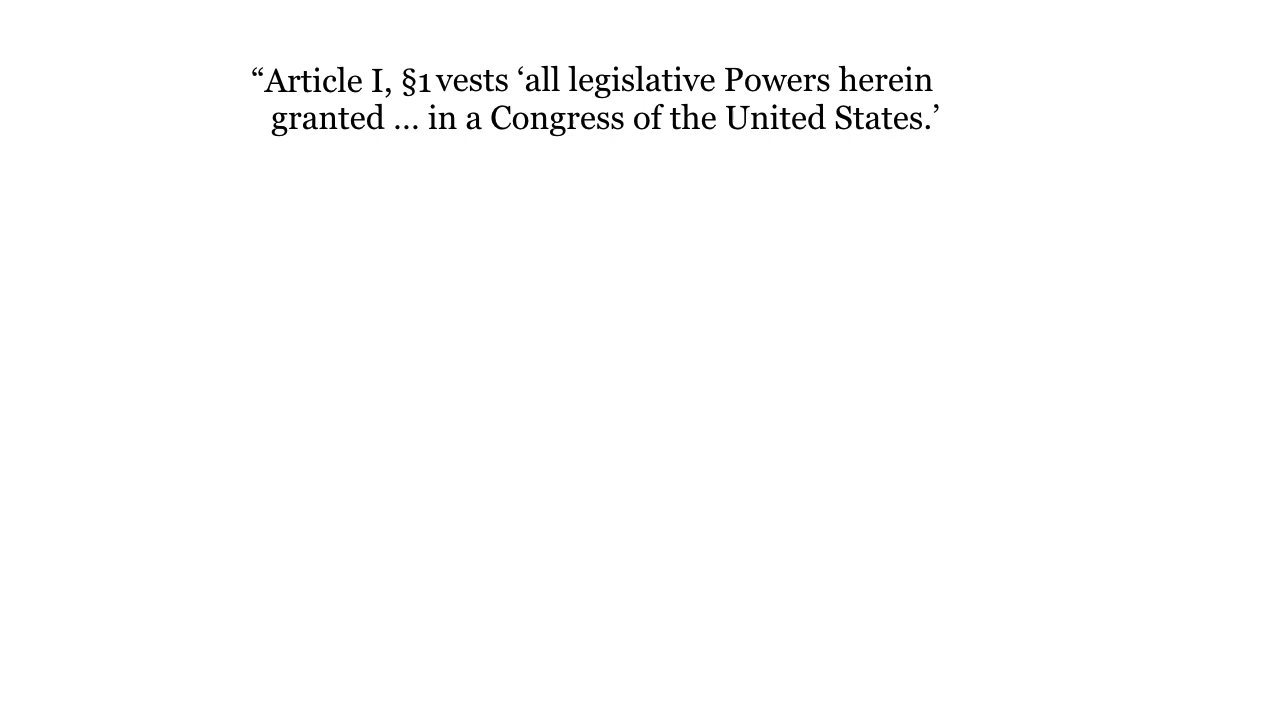 “Article I, §1 vests ‘all legislative Powers herein
granted ... in a Congress of the United States.’